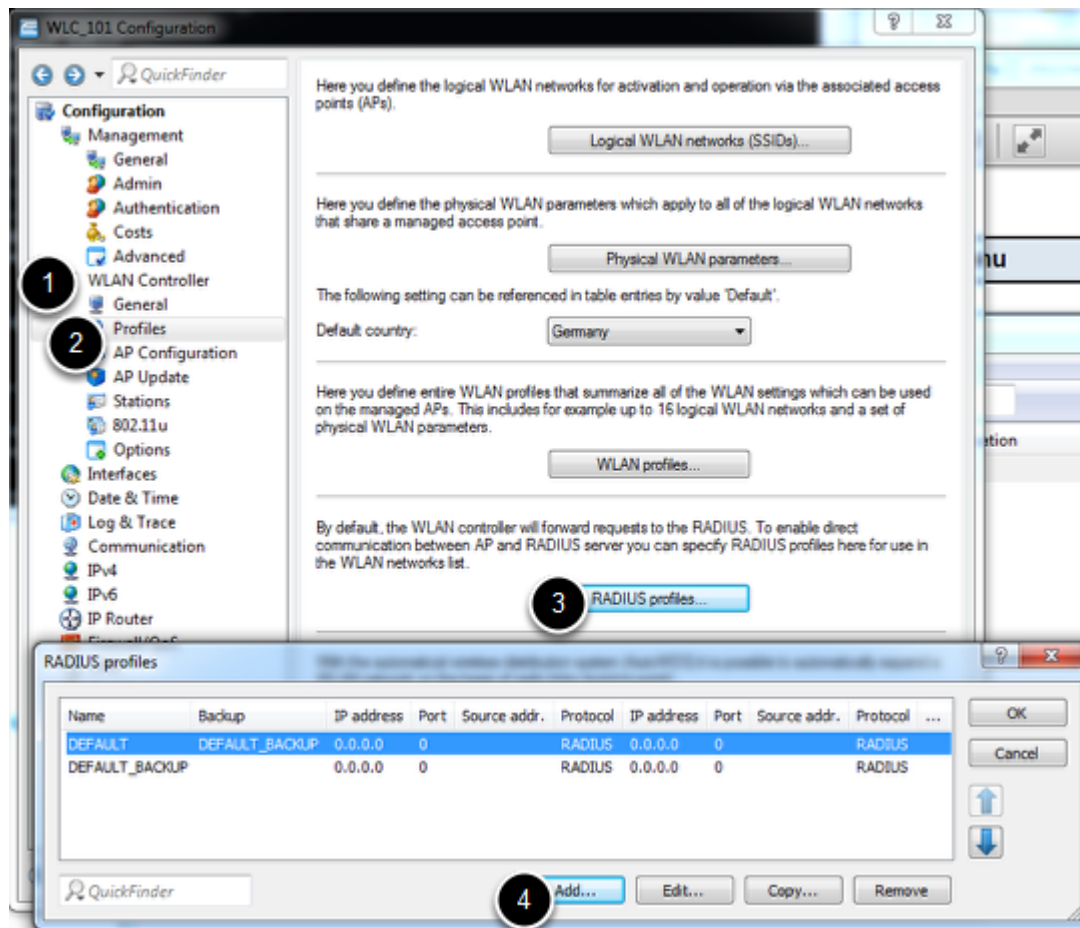 WLC_101 Configuration
QuickFinder
Configuration
Management
General
Admin
Authentication
Costs
Advanced
1
WLAN Controller
General
Profiles
2
AP Configuration
AP Update
Stations
802.11u
Options
Interfaces
Date & Time
Log & Trace
Communication
IPv4
IPv6
IP Router
Firewall/QoS
Here you define the logical WLAN networks for activation and operation via the associated access
points (APs).
Logical WLAN networks (SSIDs)...
Here you define the physical WLAN parameters which apply to all of the logical WLAN networks
that share a managed access point.
Physical WLAN parameters...
The following setting can be referenced in table entries by value 'Default'.
Default country: Germany
Here you define entire WLAN profiles that summarize all of the WLAN settings which can be used
on the managed APs. This includes for example up to 16 logical WLAN networks and a set of
physical WLAN parameters.
WLAN profiles...
By default, the WLAN controller will forward requests to the RADIUS. To enable direct
communication between AP and RADIUS server you can specify RADIUS profiles here for use in
the WLAN networks list.
3 RADIUS profiles...
nu
ation
RADIUS profiles
Name Backup IP address Port Source addr. Protocol IP address Port Source addr. Protocol ...
DEFAULT DEFAULT_BACKUP 0.0.0.0 0 RADIUS 0.0.0.0 0 RADIUS
DEFAULT_BACKUP 0.0.0.0 0 RADIUS 0.0.0.0 0 RADIUS
OK
Cancel
QuickFinder
4 Add... Edit... Copy... Remove